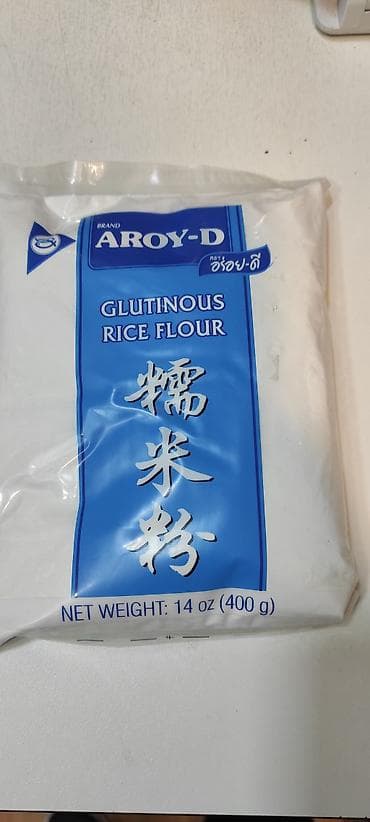 BRAND
AROY-D
ตรา
อร่อย-ดี
GLUTINOUS
RICE FLOUR
糯
米
粉
NET WEIGHT: 14 oz (400 g)